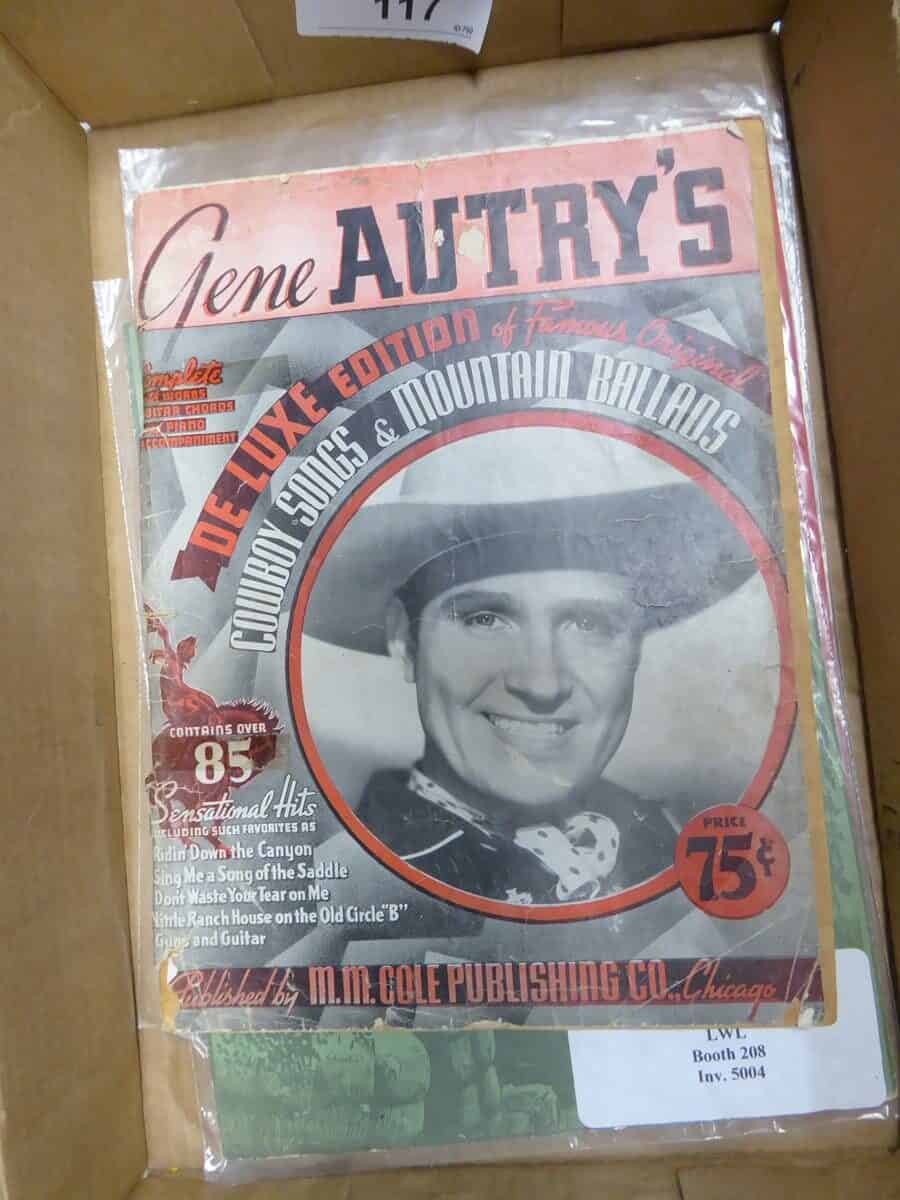 117
Gene AUTRY'S
DE LUXE EDITION of Famous Original
COWBOY SONGS & MOUNTAIN BALLADS
Complete
WORDS
GUITAR CHORDS
PIANO
ACCOMPANIMENT
CONTAINS OVER
85
Sensational Hits
INCLUDING SUCH FAVORITES AS
Ridin' Down the Canyon
Sing Me a Song of the Saddle
Dont Waste Your Tear on Me
Little Ranch House on the Old Circle "B"
Guns and Guitar
PRICE
75¢
Published by M.M. COLE PUBLISHING CO., Chicago
LWL
Booth 208
Inv. 5004